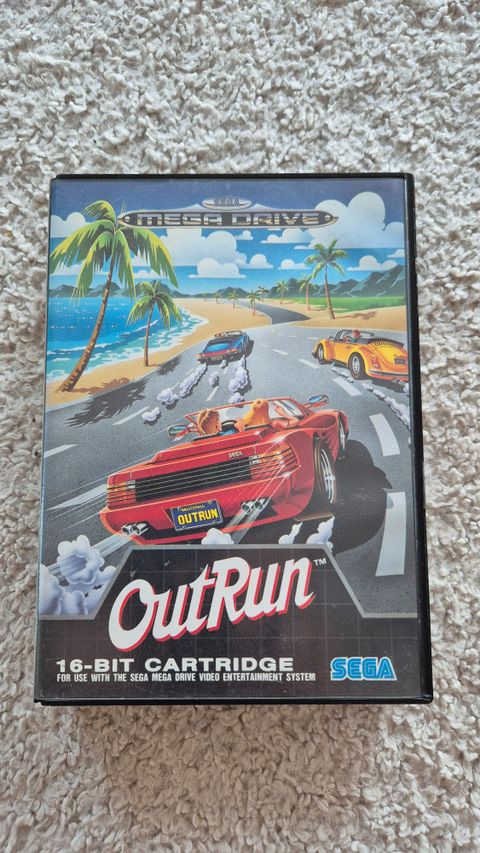 SEGA
MEGA DRIVE
SEGA
CALIFORNIA
OUTRUN
OutRun™
16-BIT CARTRIDGE
FOR USE WITH THE SEGA MEGA DRIVE VIDEO ENTERTAINMENT SYSTEM
SEGA